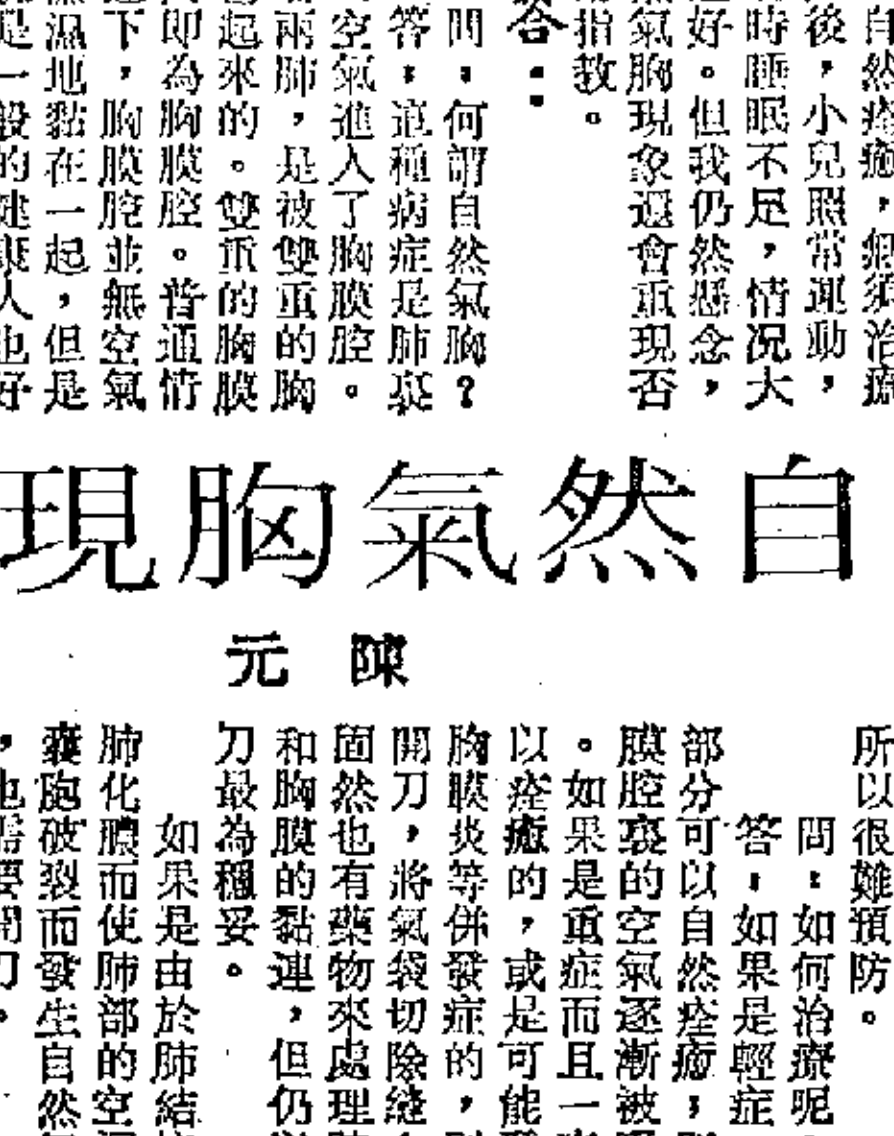 自然氣胸現
陳元
自然痊癒，無須治療
後，小兒照常運動，
時睡眠不足，情況大
好。但我仍然懸念，
氣胸現象還會重現否
指教。
答：
問：何謂自然氣胸？
答：這種病症是肺裏
空氣進入了胸膜腔。
兩肺，是被雙重的胸
起來的。雙重的胸膜
即為胸膜腔。普通情
下，胸膜腔並無空氣
濕地黏在一起，但是
是一般的健康人也好
所以很難預防。
問：如何治療呢
答：如果是輕症
部分可以自然痊癒，
膜腔裏的空氣逐漸被
。如果是重症而且一
以痊癒的，或是可能
胸膜炎等併發症的，
開刀，將氣袋切除縫
固然也有藥物來處理
和胸膜的黏連，但仍
刀最為穩妥。
如果是由於肺結
肺化膿而使肺部的空
囊胞破裂而發生自然
，也需要開刀。